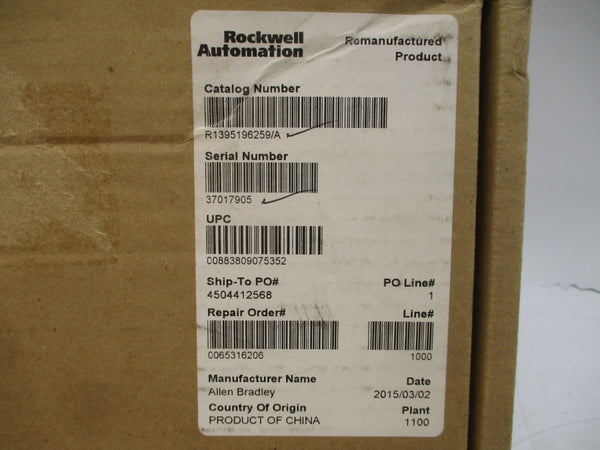 Rockwell
Automation
Remanufactured
Product
Catalog Number
R1395196259/A
Serial Number
37017905
UPC
00883809075352
Ship-To PO# PO Line#
4504412568 1
Repair Order# Line#
0065316206 1000
Manufacturer Name Date
Allen Bradley 2015/03/02
Country Of Origin Plant
PRODUCT OF CHINA 1100